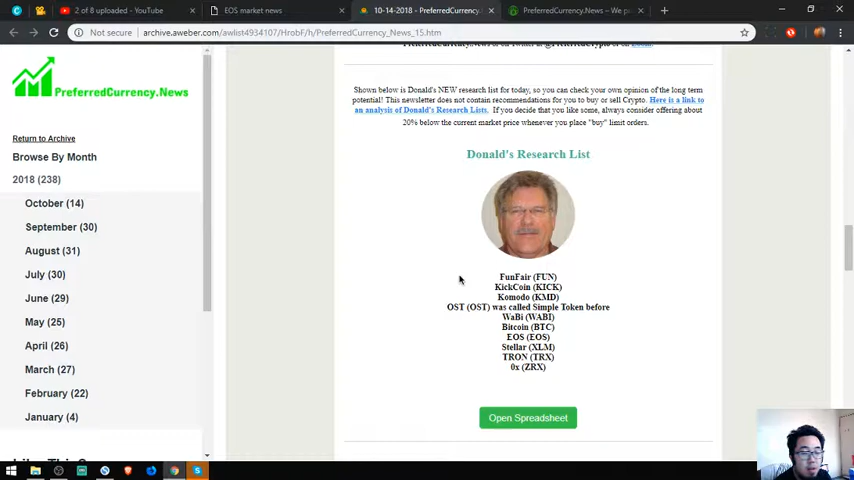 2 of 8 uploaded - YouTube
EOS market news
10-14-2018 - PreferredCurrency.
PreferredCurrency.News – We p
Not secure
archive.aweber.com/awlist4934107/HrobF/h/Preferred_Currency_News_15.htm
PreferredCurrency.News
Return to Archive
Browse By Month
2018 (238)
October (14)
September (30)
August (31)
July (30)
June (29)
May (25)
April (26)
March (27)
February (22)
January (4)
Shown below is Donald's NEW research list for today, so you can check your own opinion of the long term
potential! This newsletter does not contain recommendations for you to buy or sell Crypto. Here is a link to
an analysis of Donald's Research Lists. If you decide that you like some, always consider offering about
20% below the current market price whenever you place "buy" limit orders.
Donald's Research List
FunFair (FUN)
KickCoin (KICK)
Komodo (KMD)
OST (OST) was called Simple Token before
WaBi (WABI)
Bitcoin (BTC)
EOS (EOS)
Stellar (XLM)
TRON (TRX)
0x (ZRX)
Open Spreadsheet